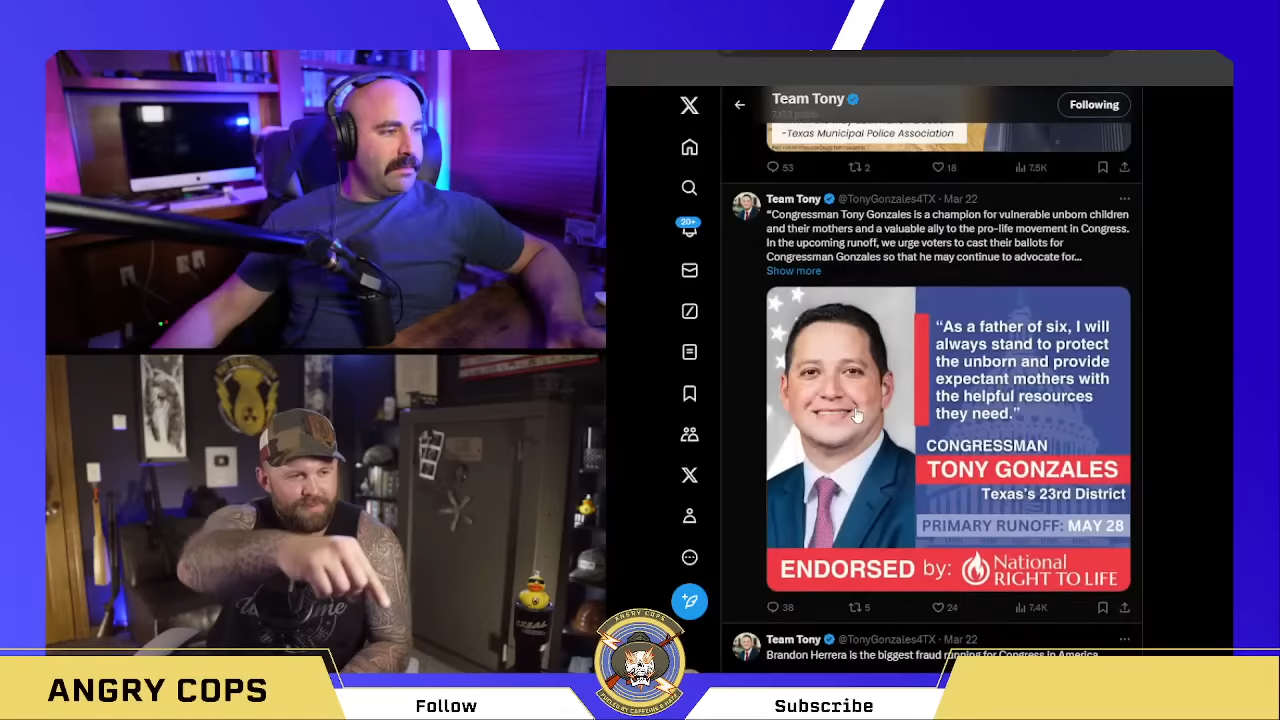 Team Tony
Following
-Texas Municipal Police Association
53
2
18
7.5K
20+
Team Tony @TonyGonzales4TX · Mar 22
"Congressman Tony Gonzales is a champion for vulnerable unborn children
and their mothers and a valuable ally to the pro-life movement in Congress.
In the upcoming runoff, we urge voters to cast their ballots for
Congressman Gonzales so that he may continue to advocate for...
Show more
"As a father of six, I will
always stand to protect
the unborn and provide
expectant mothers with
the helpful resources
they need."
CONGRESSMAN
TONY GONZALES
Texas's 23rd District
PRIMARY RUNOFF: MAY 28
ENDORSED by: National
RIGHT TO LIFE
38
5
24
7.4K
Team Tony @TonyGonzales4TX · Mar 22
Brandon Herrera is the biggest fraud running for Congress in America
ANGRY COPS
FUELED BY CAFFEINE & HATE
ANGRY COPS
Follow
Subscribe